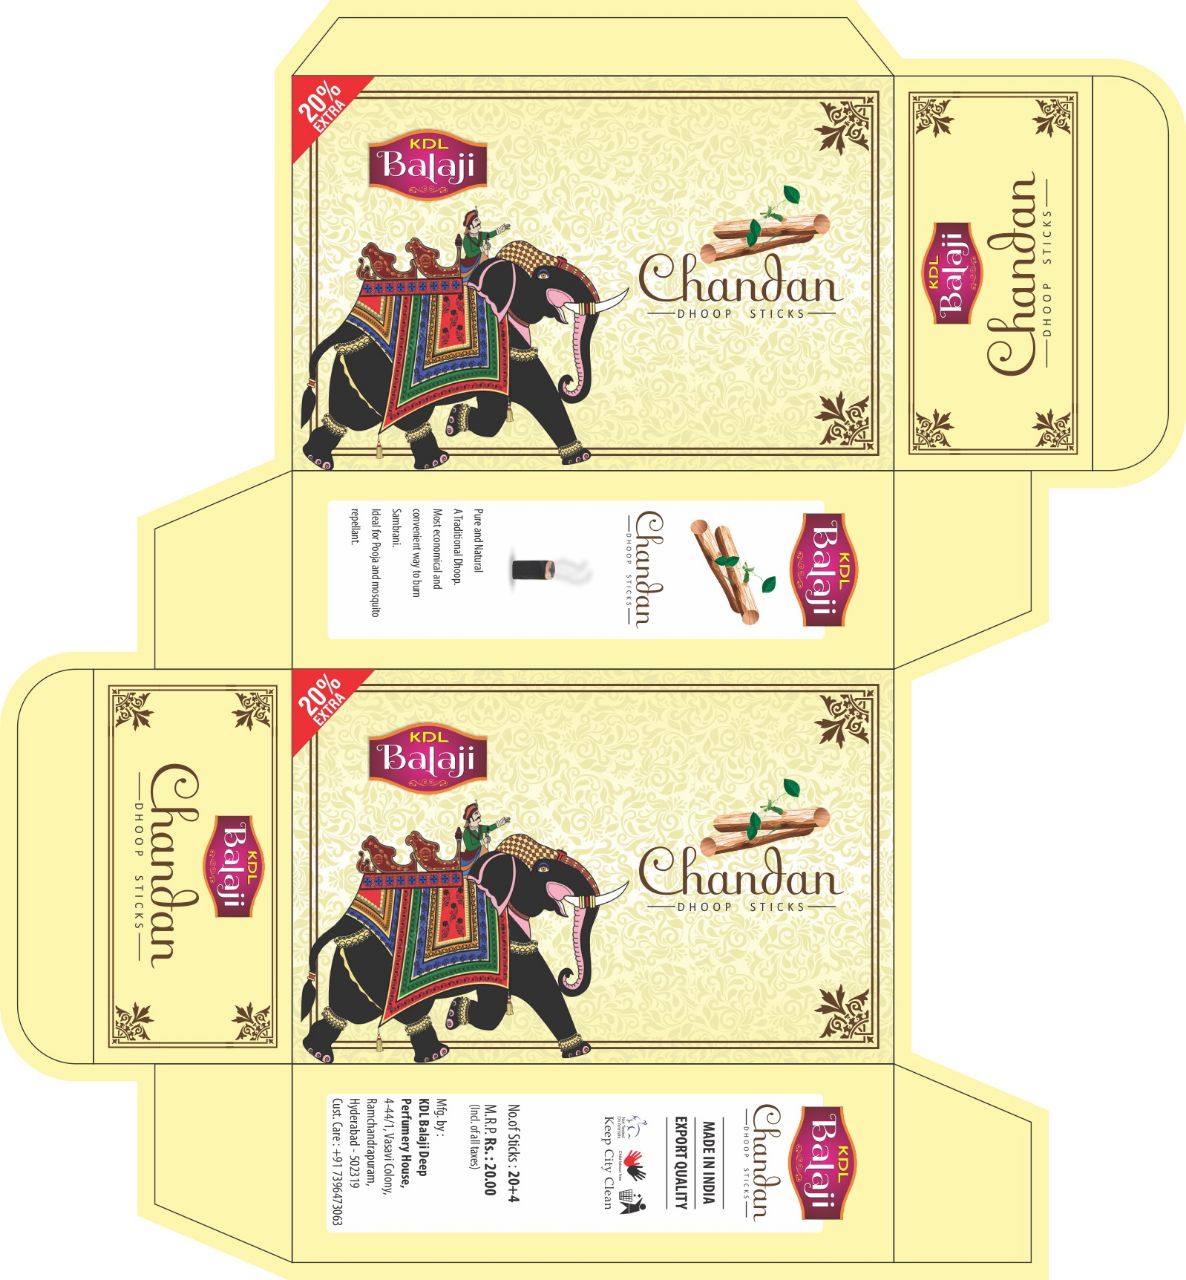 20%
EXTRA
KDL
Balaji
Chandan
DHOOP STICKS
KDL
Balaji
Chandan
DHOOP STICKS
KDL
Balaji
Chandan
DHOOP STICKS
Pure and Natural
A Traditional Dhoop.
Most economical and
convenient way to burn
Sambrani.
Ideal for Pooja and mosquito
repellant.
20%
EXTRA
KDL
Balaji
Chandan
DHOOP STICKS
KDL
Balaji
Chandan
DHOOP STICKS
KDL
Balaji
Chandan
DHOOP STICKS
MADE IN INDIA
EXPORT QUALITY
Keep City Clean
No.of Sticks : 20+4
M.R.P. Rs. : 20.00
(Incl. of all taxes)
Mfg. by :
KDL Balaji Deep
Perfumery House,
4-44/1, Vasavi Colony,
Ramchandrapuram,
Hyderabad - 502319
Cust. Care : +91 7396473063